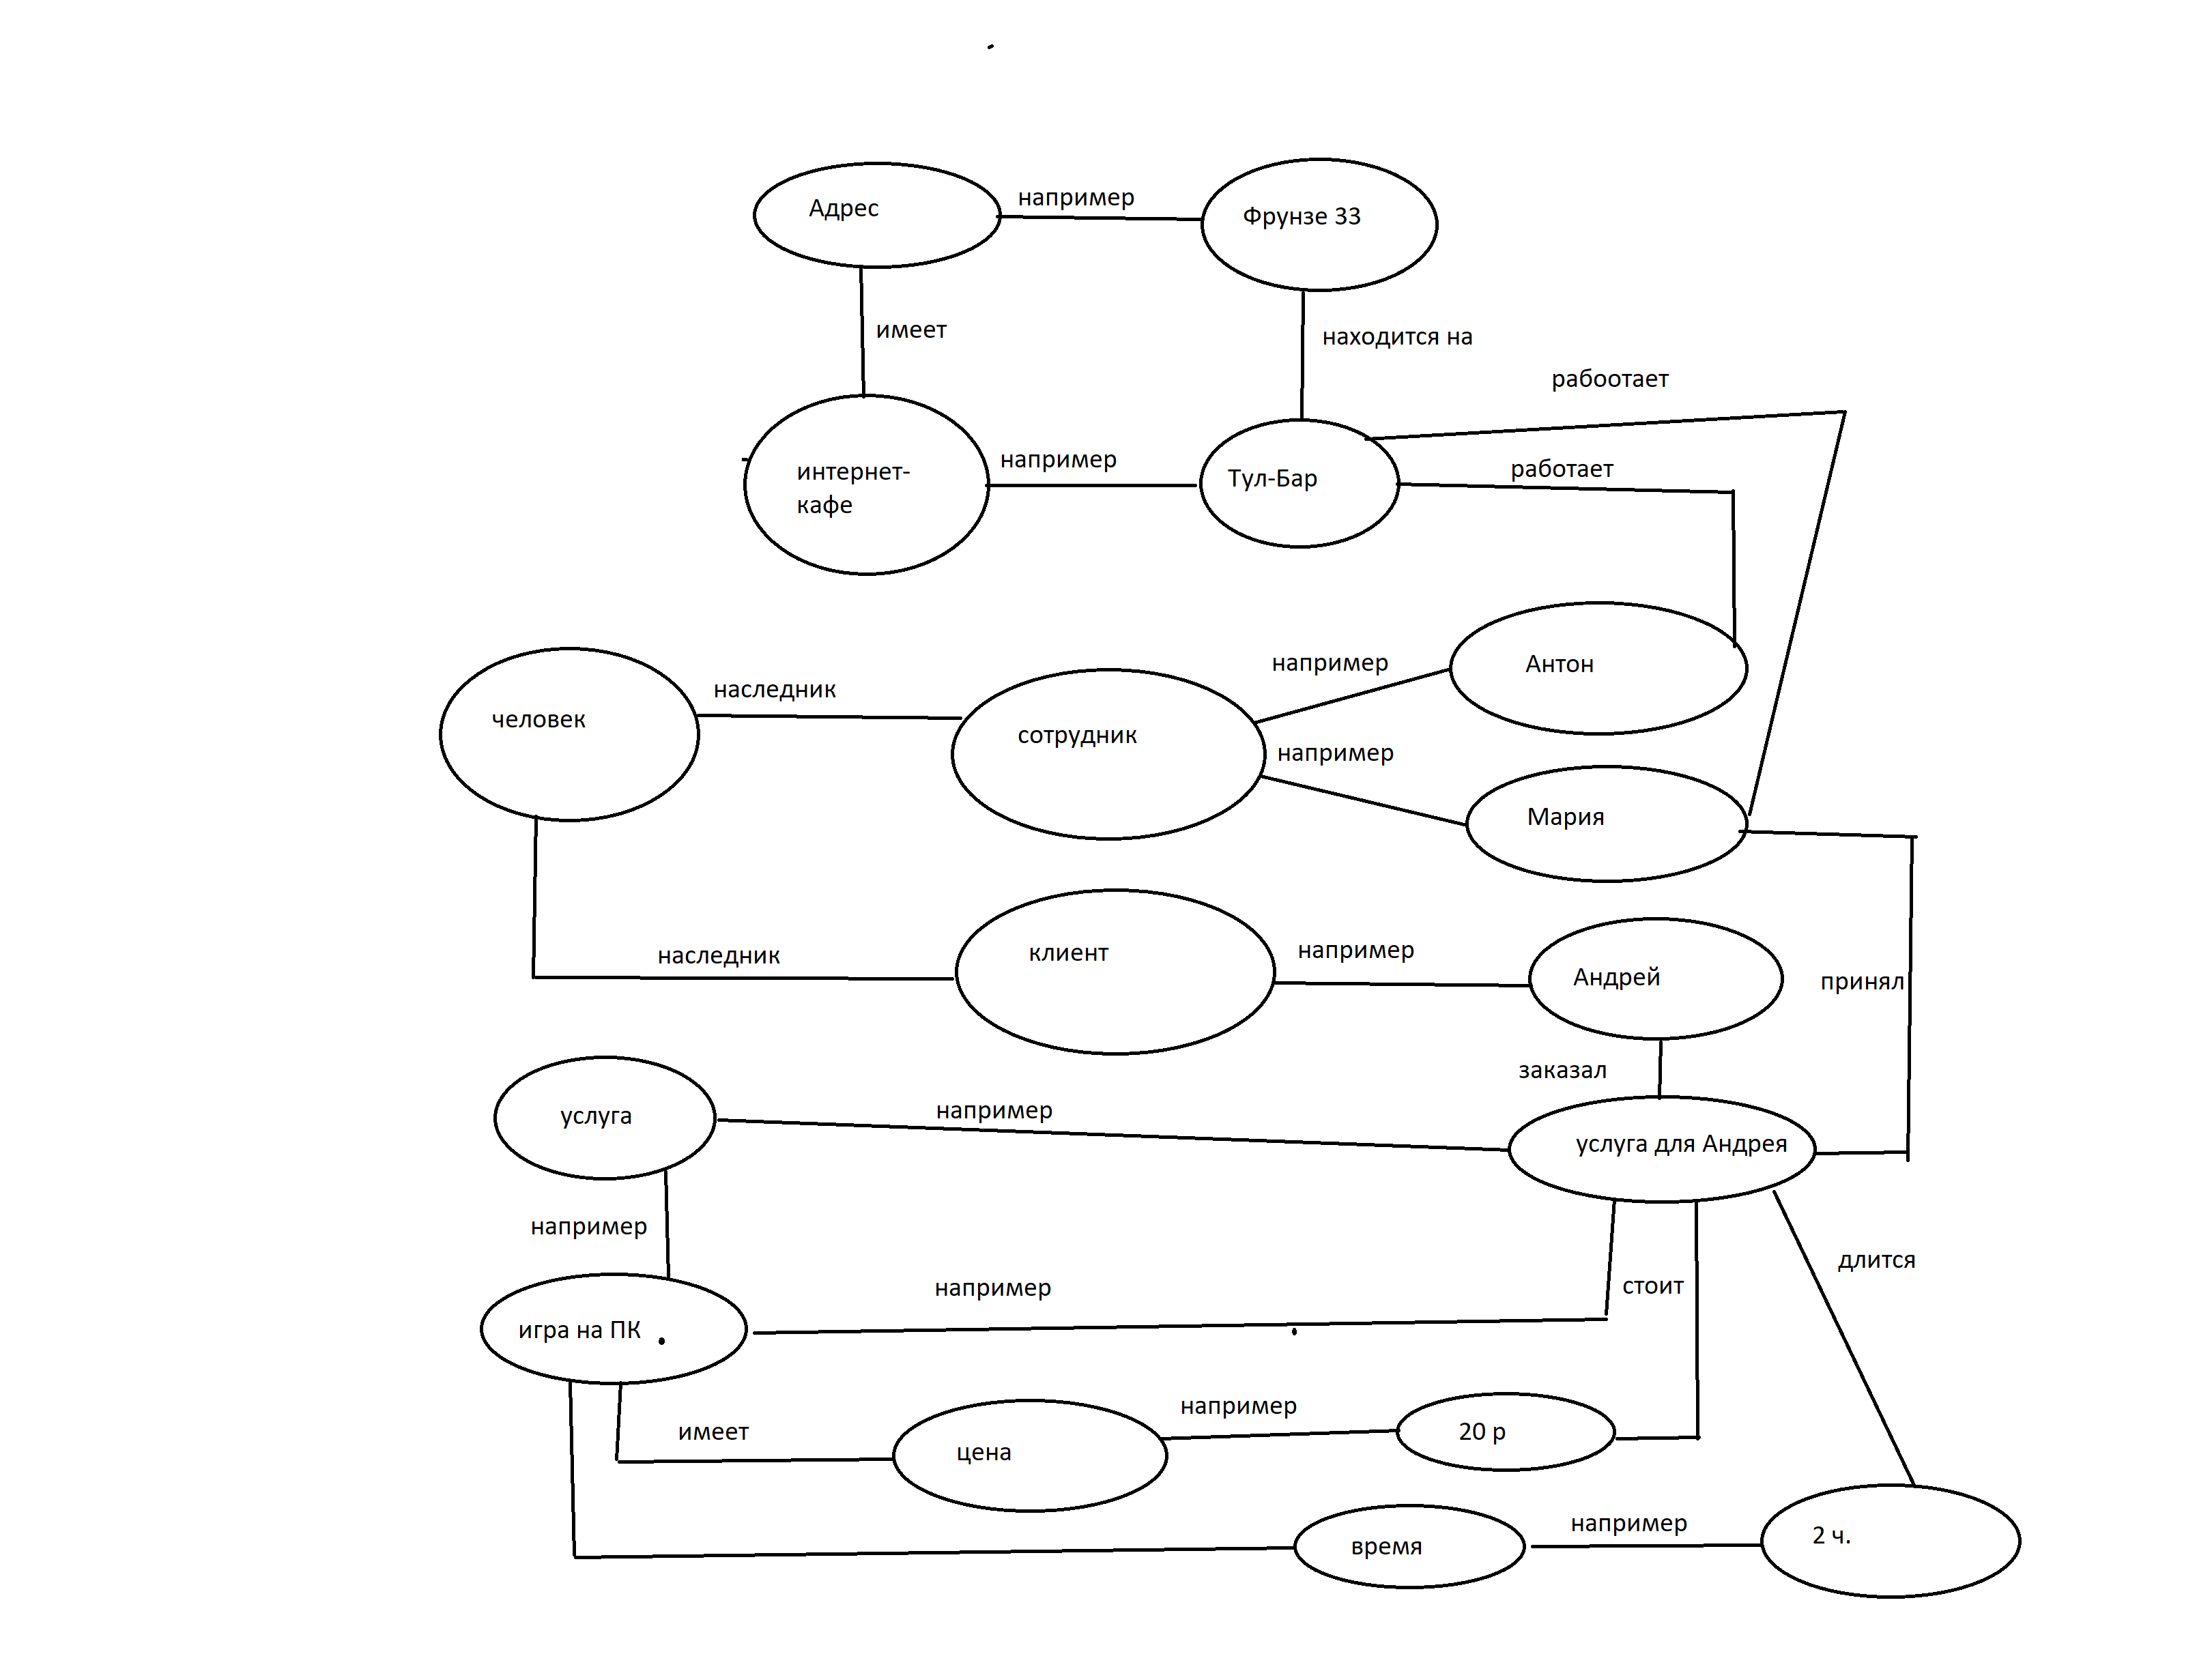 Адрес
например
Фрунзе 33
имеет
находится на
рабоотает
интернет-
кафе
например
Тул-Бар
работает
человек
наследник
сотрудник
например
Антон
например
Мария
наследник
клиент
например
Андрей
принял
заказал
услуга
например
услуга для Андрея
например
длится
стоит
например
игра на ПК
имеет
цена
например
20 р
время
например
2 ч.